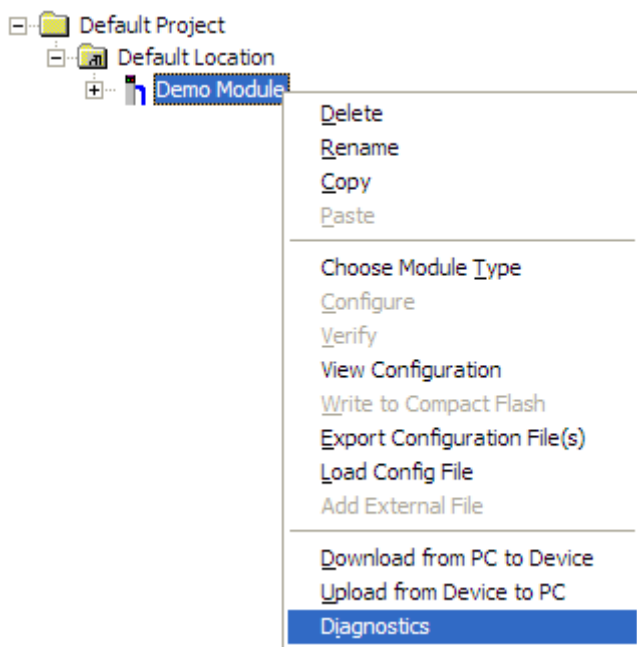 Default Project
Default Location
Demo Module
Delete
Rename
Copy
Paste
Choose Module Type
Configure
Verify
View Configuration
Write to Compact Flash
Export Configuration File(s)
Load Config File
Add External File
Download from PC to Device
Upload from Device to PC
Diagnostics